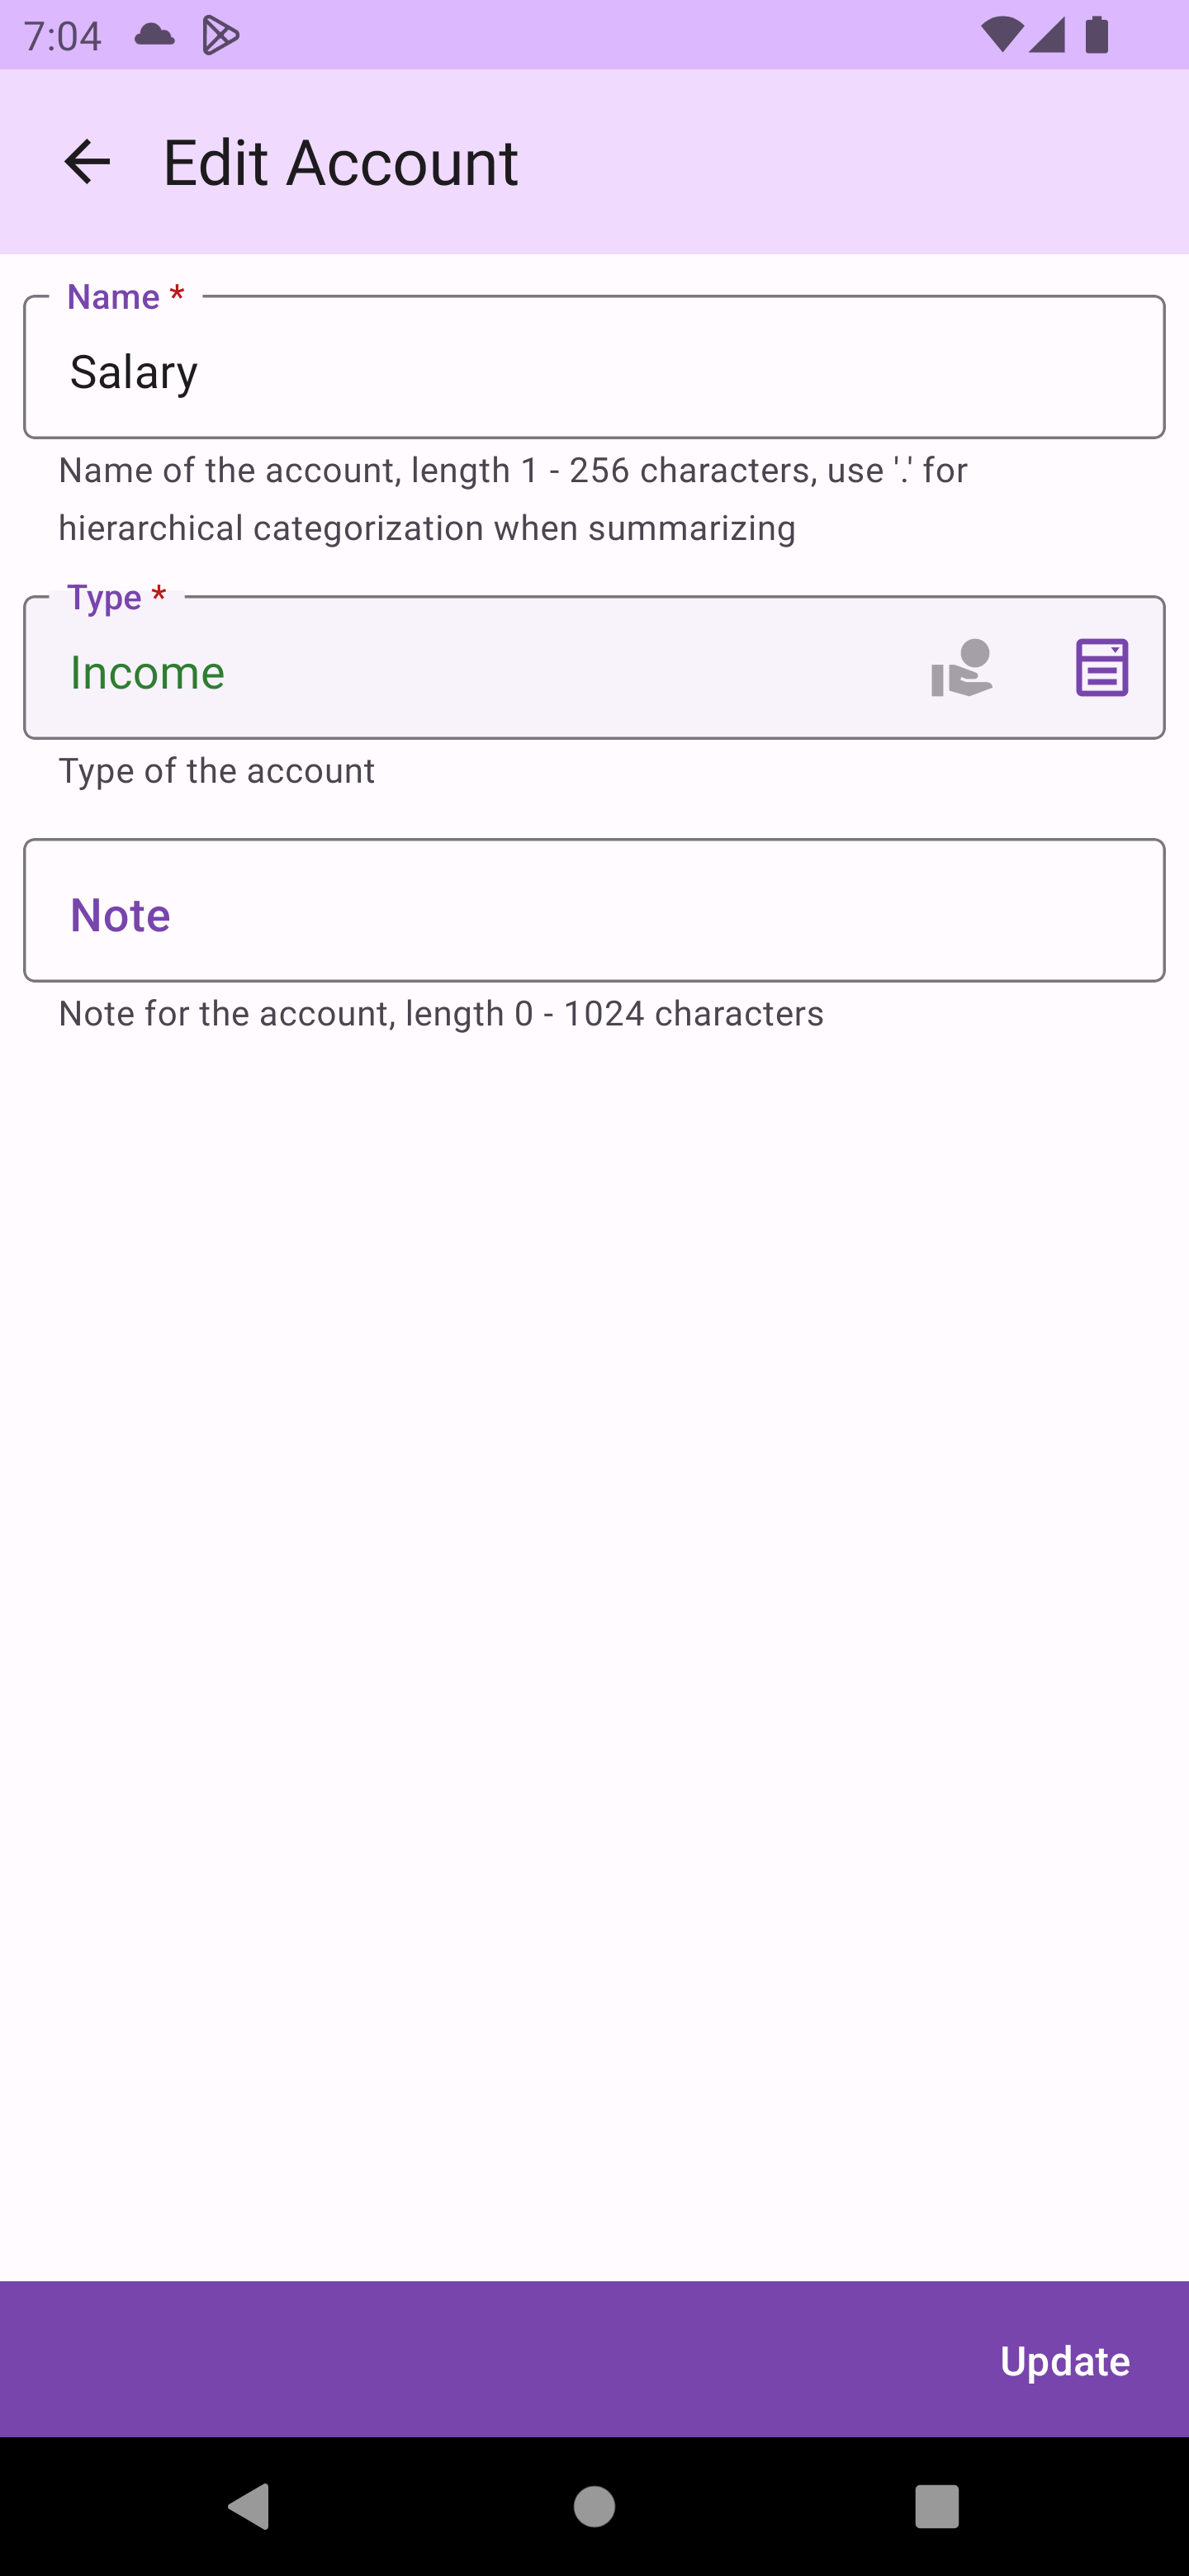 7:04
Edit Account
Name *
Salary
Name of the account, length 1 - 256 characters, use '.' for
hierarchical categorization when summarizing
Type *
Income
Type of the account
Note
Note for the account, length 0 - 1024 characters
Update